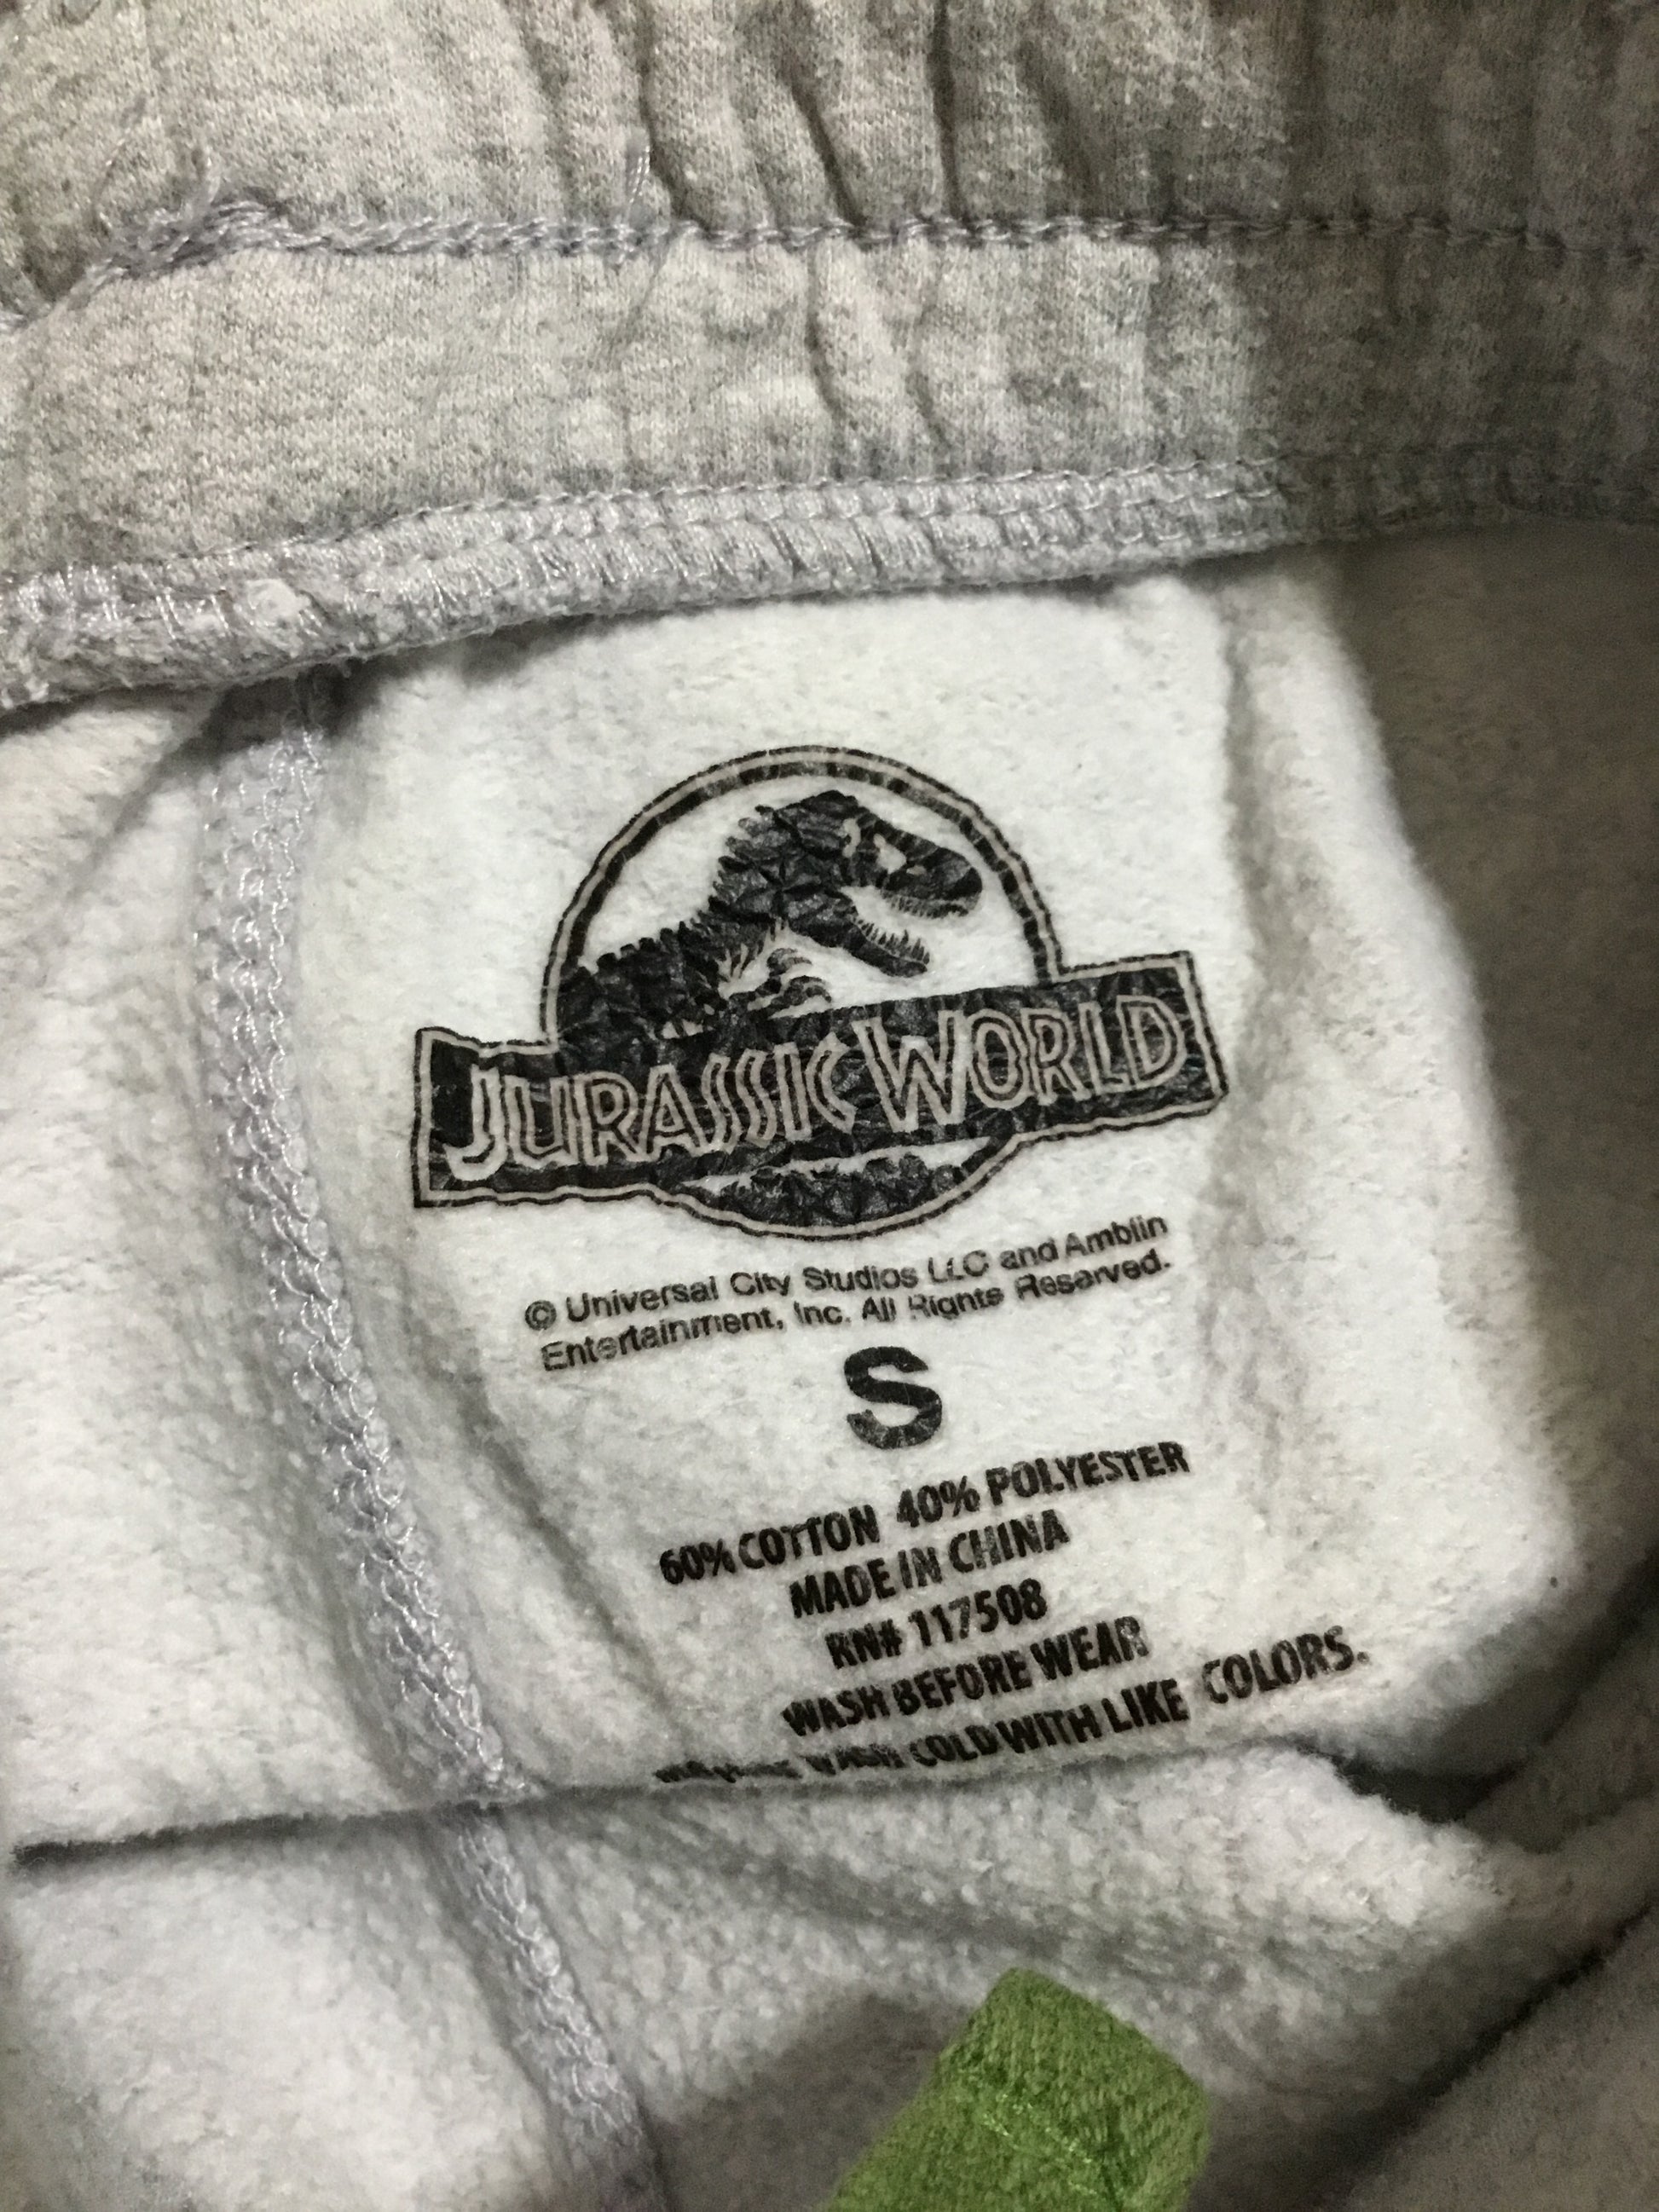 JURASSIC WORLD
© Universal City Studios LLC and Amblin
Entertainment, Inc. All Rights Reserved.
S
60% COTTON 40% POLYESTER
MADE IN CHINA
RN# 117508
WASH BEFORE WEAR
WASH COLD WITH LIKE COLORS.